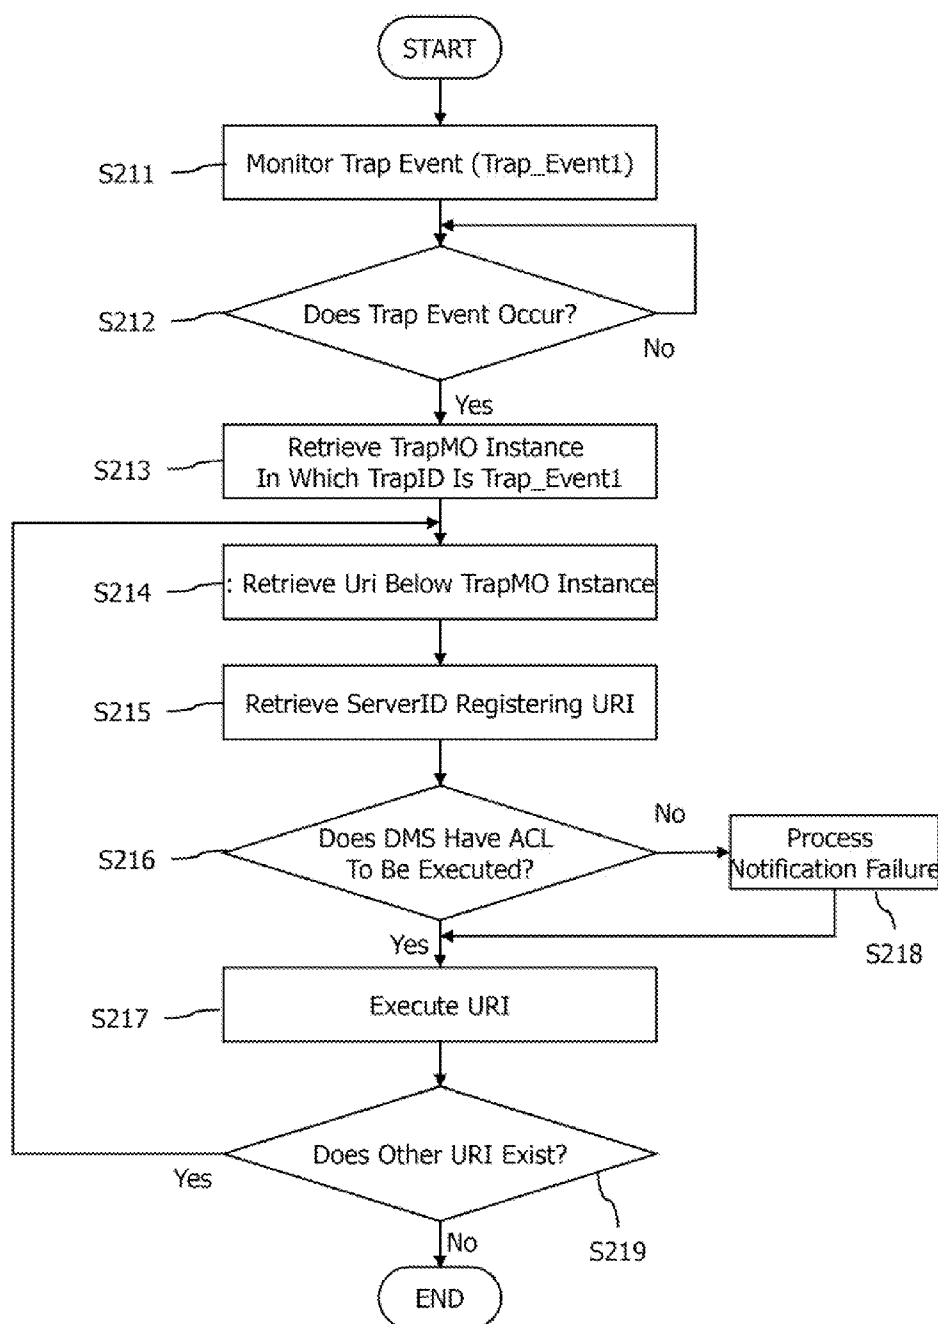 START
S211
Monitor Trap Event (Trap_Event1)
S212
Does Trap Event Occur?
No
Yes
S213
Retrieve TrapMO Instance
In Which TrapID Is Trap_Event1
S214
: Retrieve Uri Below TrapMO Instance
S215
Retrieve ServerID Registering URI
S216
Does DMS Have ACL
To Be Executed?
No
Process
Notification Failure
S218
Yes
S217
Execute URI
Does Other URI Exist?
Yes
S219
No
END